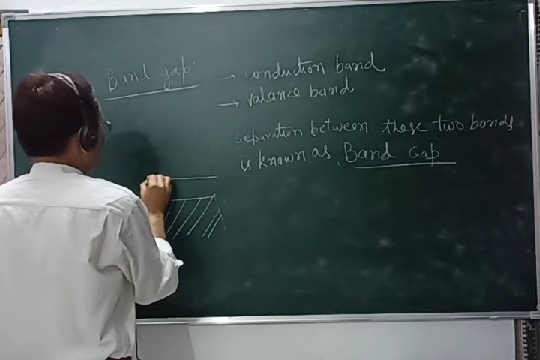 Band gap:
→ conduction band
→ valance band
separation between these two bands
is known as Band Gap